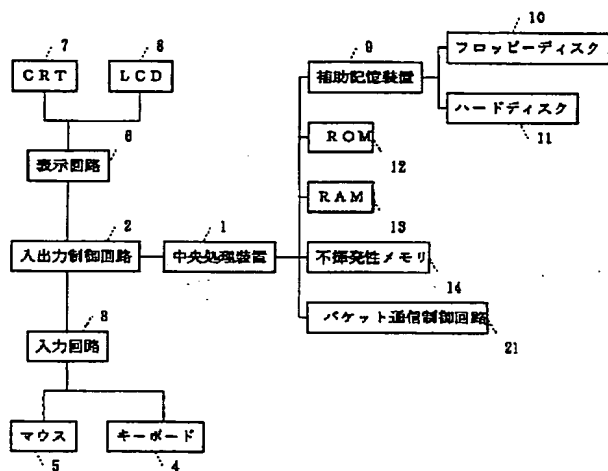 7
8
9
10
CRT
LCD
補助記憶装置
フロッピーディスク
ハードディスク
11
6
表示回路
ROM
12
RAM
13
2
1
入出力制御回路
中央処理装置
不揮発性メモリ
14
3
入力回路
パケット通信制御回路
21
マウス
キーボード
5
4